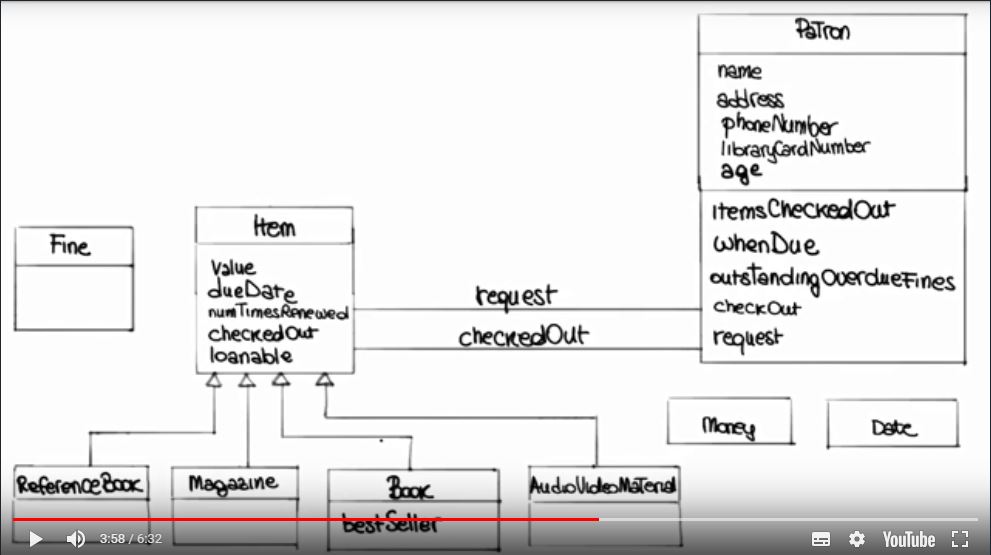 Patron
name
address
phoneNumber
libraryCardNumber
age
itemsCheckedOut
whenDue
outstandingOverdueFines
checkOut
request
Fine
Item
value
dueDate
numTimesRenewed
checkedOut
loanable
request
checkedOut
Money
Date
ReferenceBook
Magazine
Book
bestSeller
AudioVideoMaterial
3:58 / 6:32
YouTube